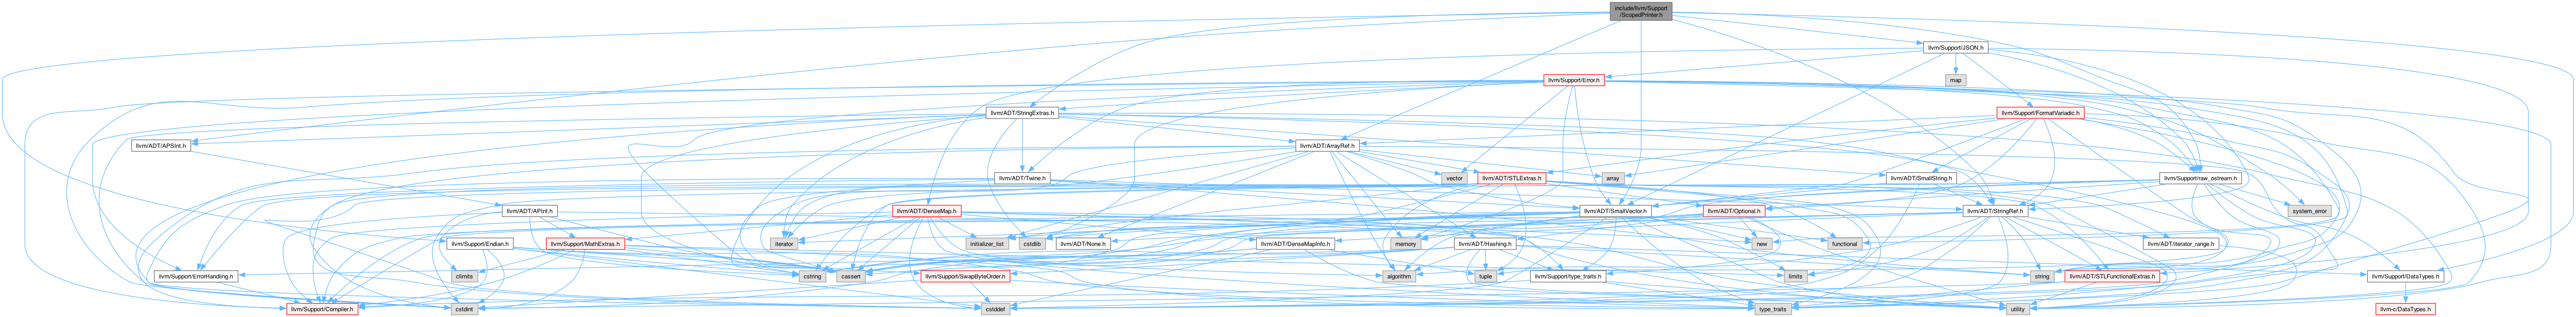 include/llvm/Support
/ScopedPrinter.h
llvm/Support/JSON.h
llvm/Support/Error.h
map
llvm/ADT/StringExtras.h
llvm/Support/FormatVariadic.h
llvm/ADT/APSInt.h
llvm/ADT/ArrayRef.h
llvm/ADT/Twine.h
vector
llvm/ADT/STLExtras.h
array
llvm/ADT/SmallString.h
llvm/Support/raw_ostream.h
llvm/ADT/APInt.h
llvm/ADT/DenseMap.h
llvm/ADT/SmallVector.h
llvm/ADT/Optional.h
llvm/ADT/StringRef.h
system_error
llvm/Support/Endian.h
llvm/Support/MathExtras.h
iterator
initializer_list
cstdlib
llvm/ADT/None.h
llvm/ADT/DenseMapInfo.h
memory
llvm/ADT/Hashing.h
new
functional
llvm/ADT/iterator_range.h
llvm/Support/ErrorHandling.h
climits
cstring
cassert
llvm/Support/SwapByteOrder.h
algorithm
tuple
llvm/Support/type_traits.h
limits
string
llvm/ADT/STLFunctionalExtras.h
llvm/Support/DataTypes.h
llvm/Support/Compiler.h
cstdint
cstddef
type_traits
utility
llvm-c/DataTypes.h